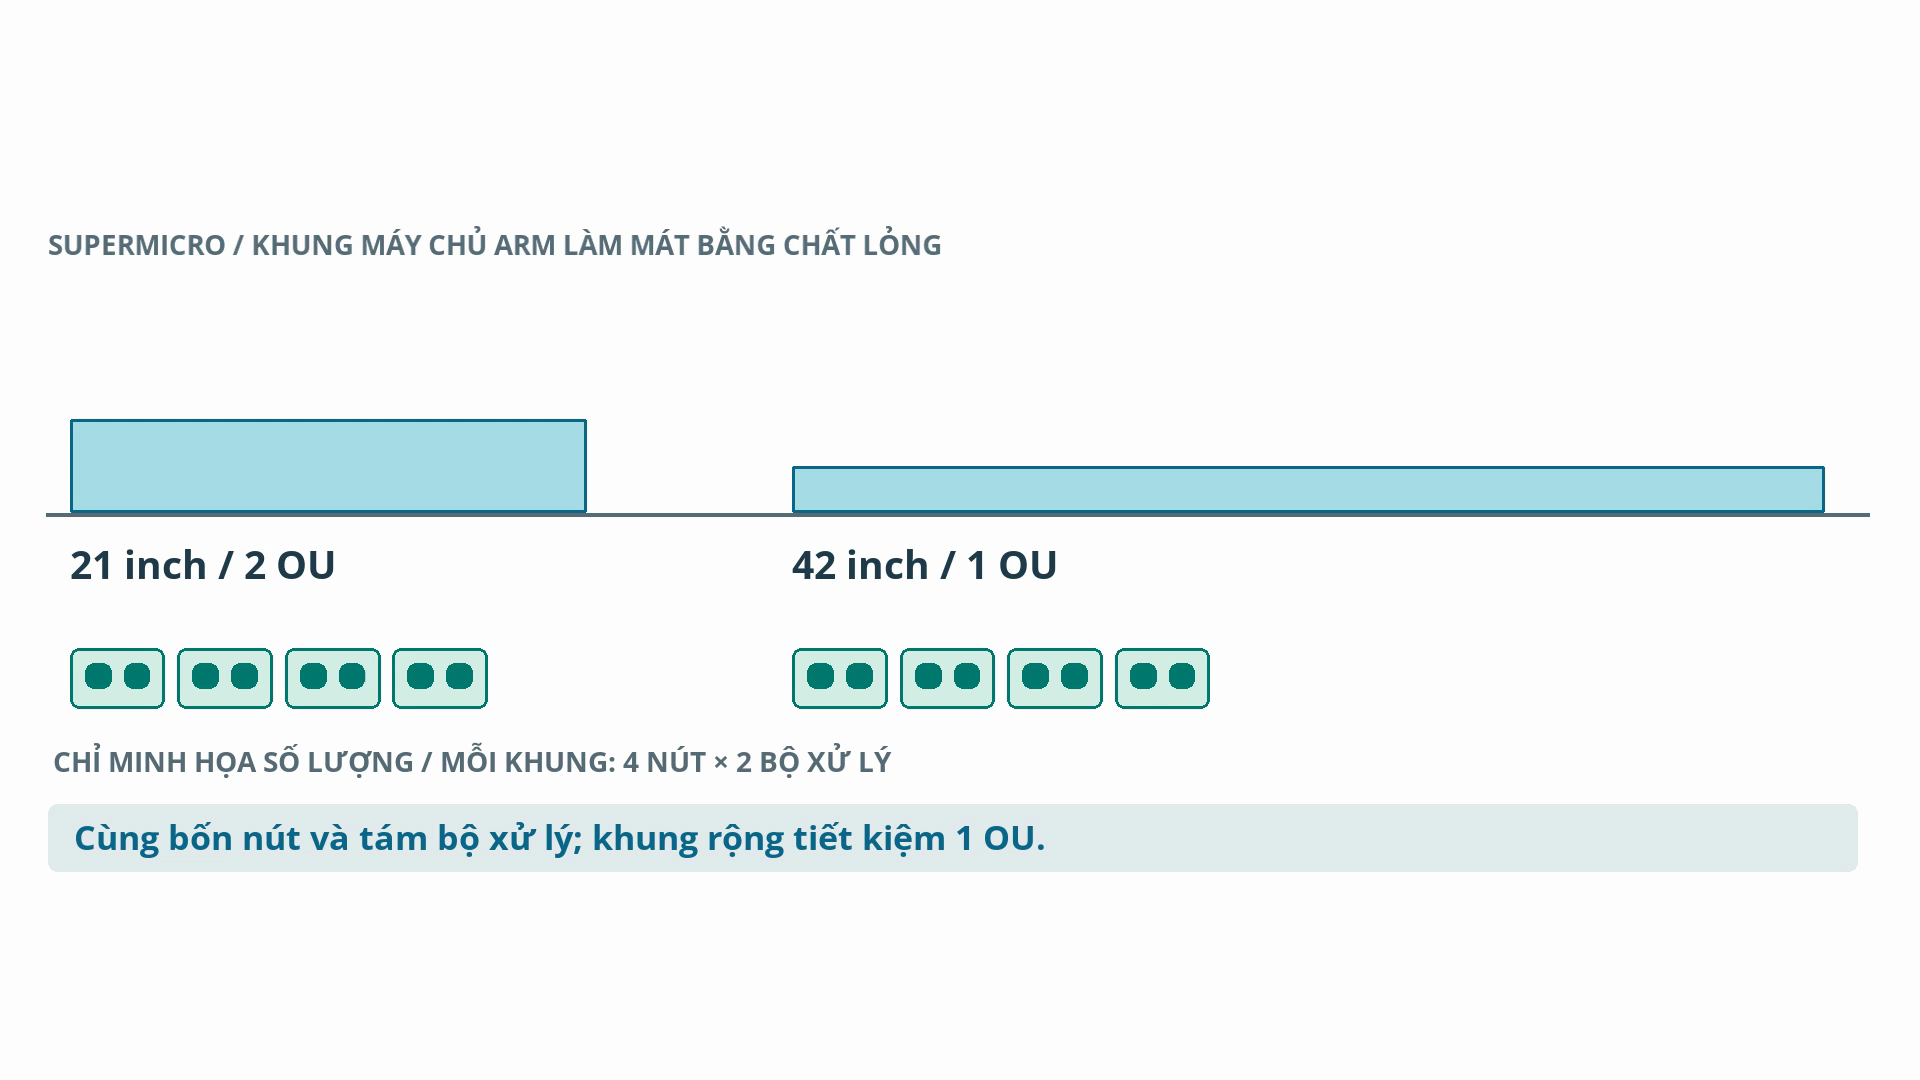 SUPERMICRO / KHUNG MÁY CHỦ ARM LÀM MÁT BẰNG CHẤT LỎNG
21 inch / 2 OU
42 inch / 1 OU
CHỈ MINH HỌA SỐ LƯỢNG / MỖI KHUNG: 4 NÚT × 2 BỘ XỬ LÝ
Cùng bốn nút và tám bộ xử lý; khung rộng tiết kiệm 1 OU.